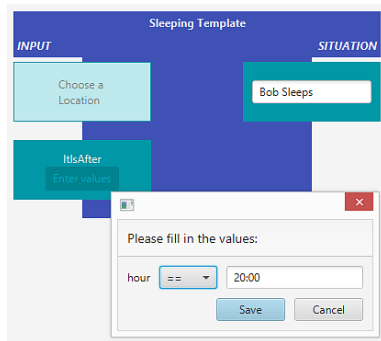 Sleeping Template
INPUT
SITUATION
Choose a
Location
Bob Sleeps
ItIsAfter
Enter values
Please fill in the values:
hour == 20:00
Save Cancel